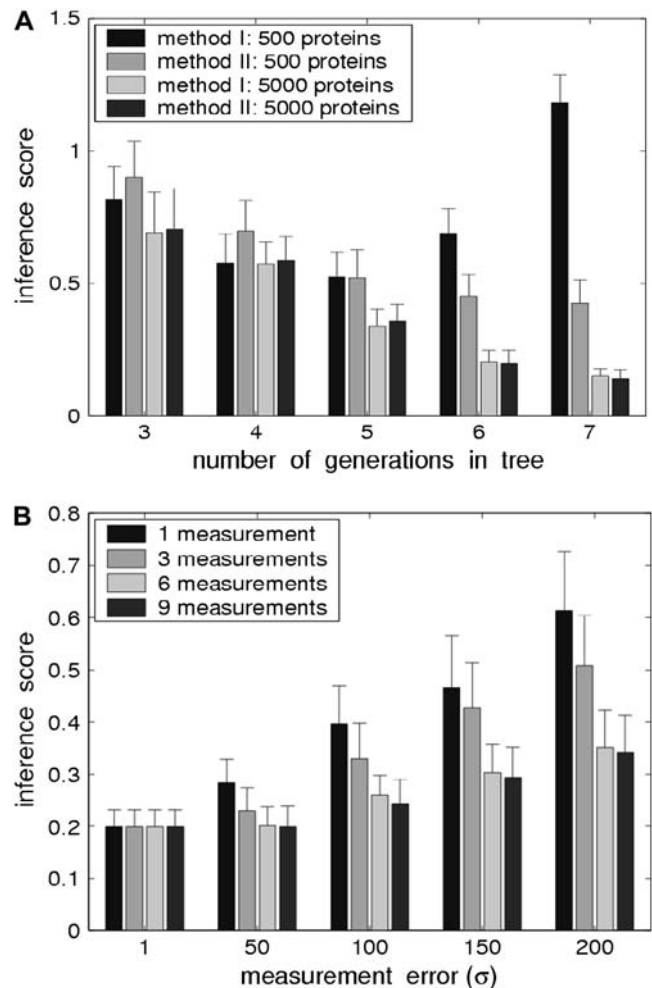 A
1.5
method I: 500 proteins
method II: 500 proteins
method I: 5000 proteins
method II: 5000 proteins
1
0.5
0
inference score
3 4 5 6 7
number of generations in tree
B
0.8
1 measurement
3 measurements
6 measurements
9 measurements
0.7
0.6
0.5
0.4
0.3
0.2
0.1
0
inference score
1 50 100 150 200
measurement error (σ)